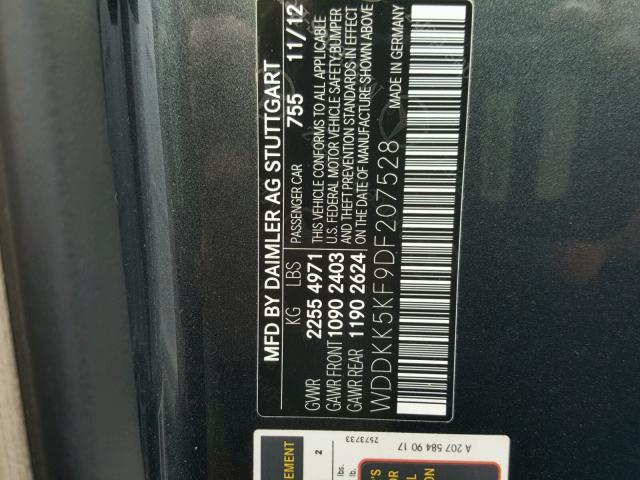 MFD BY DAIMLER AG STUTTGART
KG LBS PASSENGER CAR 755 11/12
GVWR 2255 4971 THIS VEHICLE CONFORMS TO ALL APPLICABLE
GAWR FRONT 1090 2403 U.S. FEDERAL MOTOR VEHICLE SAFETY,BUMPER
GAWR REAR 1190 2624 AND THEFT PREVENTION STANDARDS IN EFFECT
ON THE DATE OF MANUFACTURE SHOWN ABOVE
WDDKK5KF9DF207528 MADE IN GERMANY
EMENT
2
lbs.
lb.
'S
OR
L
ION
2573733
A 207 584 90 17